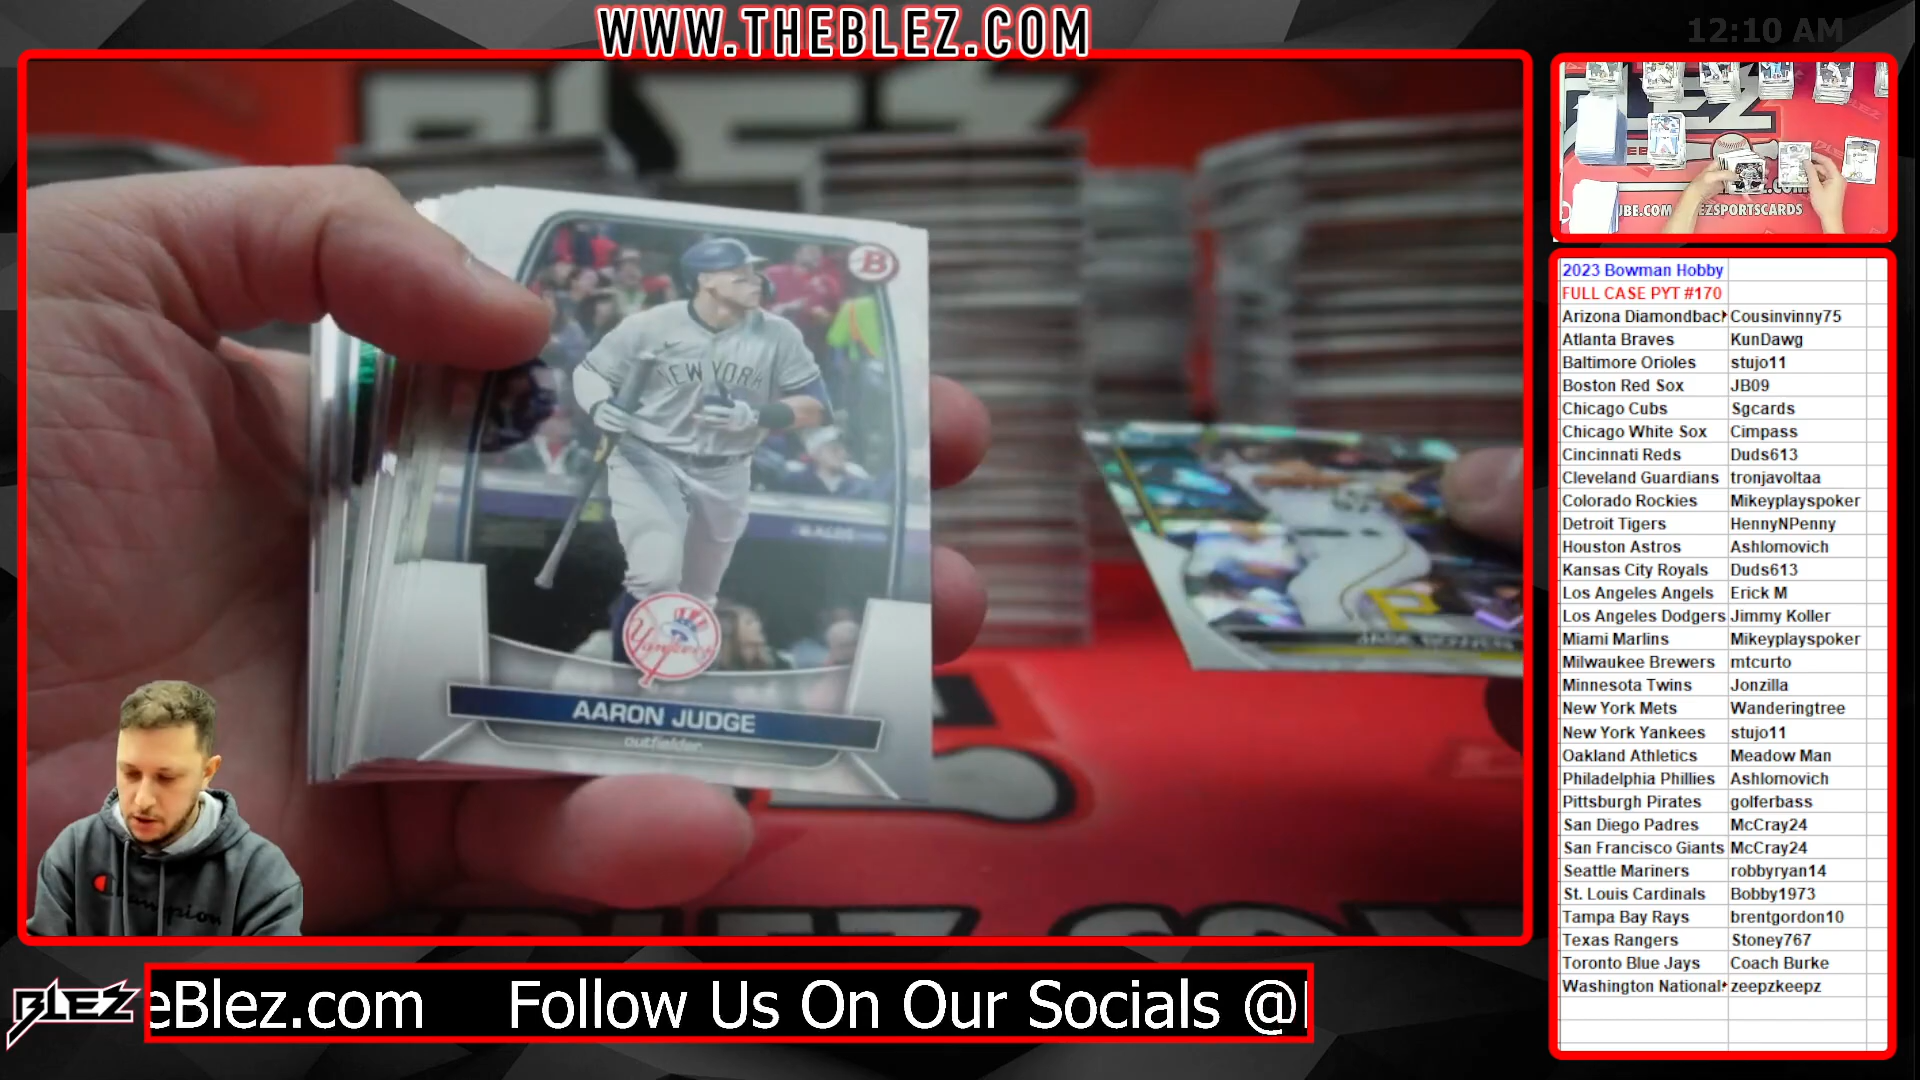 WWW.THEBLEZ.COM
12:10 AM
B
NEW YORK
Yankees
AARON JUDGE
outfielder
P
Champion
BLEZ
eBlez.com Follow Us On Our Socials @
EZSPORTSCARDS
2023 Bowman Hobby
FULL CASE PYT #170
Arizona Diamondbac Cousinvinny75
Atlanta Braves KunDawg
Baltimore Orioles stujo11
Boston Red Sox JB09
Chicago Cubs Sgcards
Chicago White Sox Cimpass
Cincinnati Reds Duds613
Cleveland Guardians tronjavoltaa
Colorado Rockies Mikeyplayspoker
Detroit Tigers HennyNPenny
Houston Astros Ashlomovich
Kansas City Royals Duds613
Los Angeles Angels Erick M
Los Angeles Dodgers Jimmy Koller
Miami Marlins Mikeyplayspoker
Milwaukee Brewers mtcurto
Minnesota Twins Jonzilla
New York Mets Wanderingtree
New York Yankees stujo11
Oakland Athletics Meadow Man
Philadelphia Phillies Ashlomovich
Pittsburgh Pirates golferbass
San Diego Padres McCray24
San Francisco Giants McCray24
Seattle Mariners robbyryan14
St. Louis Cardinals Bobby1973
Tampa Bay Rays brentgordon10
Texas Rangers Stoney767
Toronto Blue Jays Coach Burke
Washington National zeepzkeepz